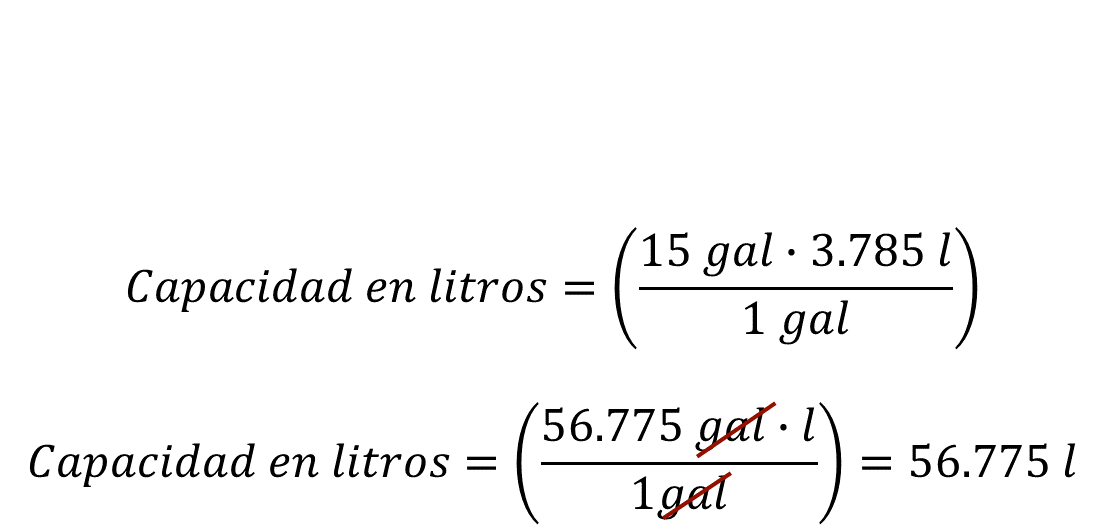 Capacidad en litros = (15 gal · 3.785 l / 1 gal)
Capacidad en litros = (56.775 gal · l / 1gal) = 56.775 l